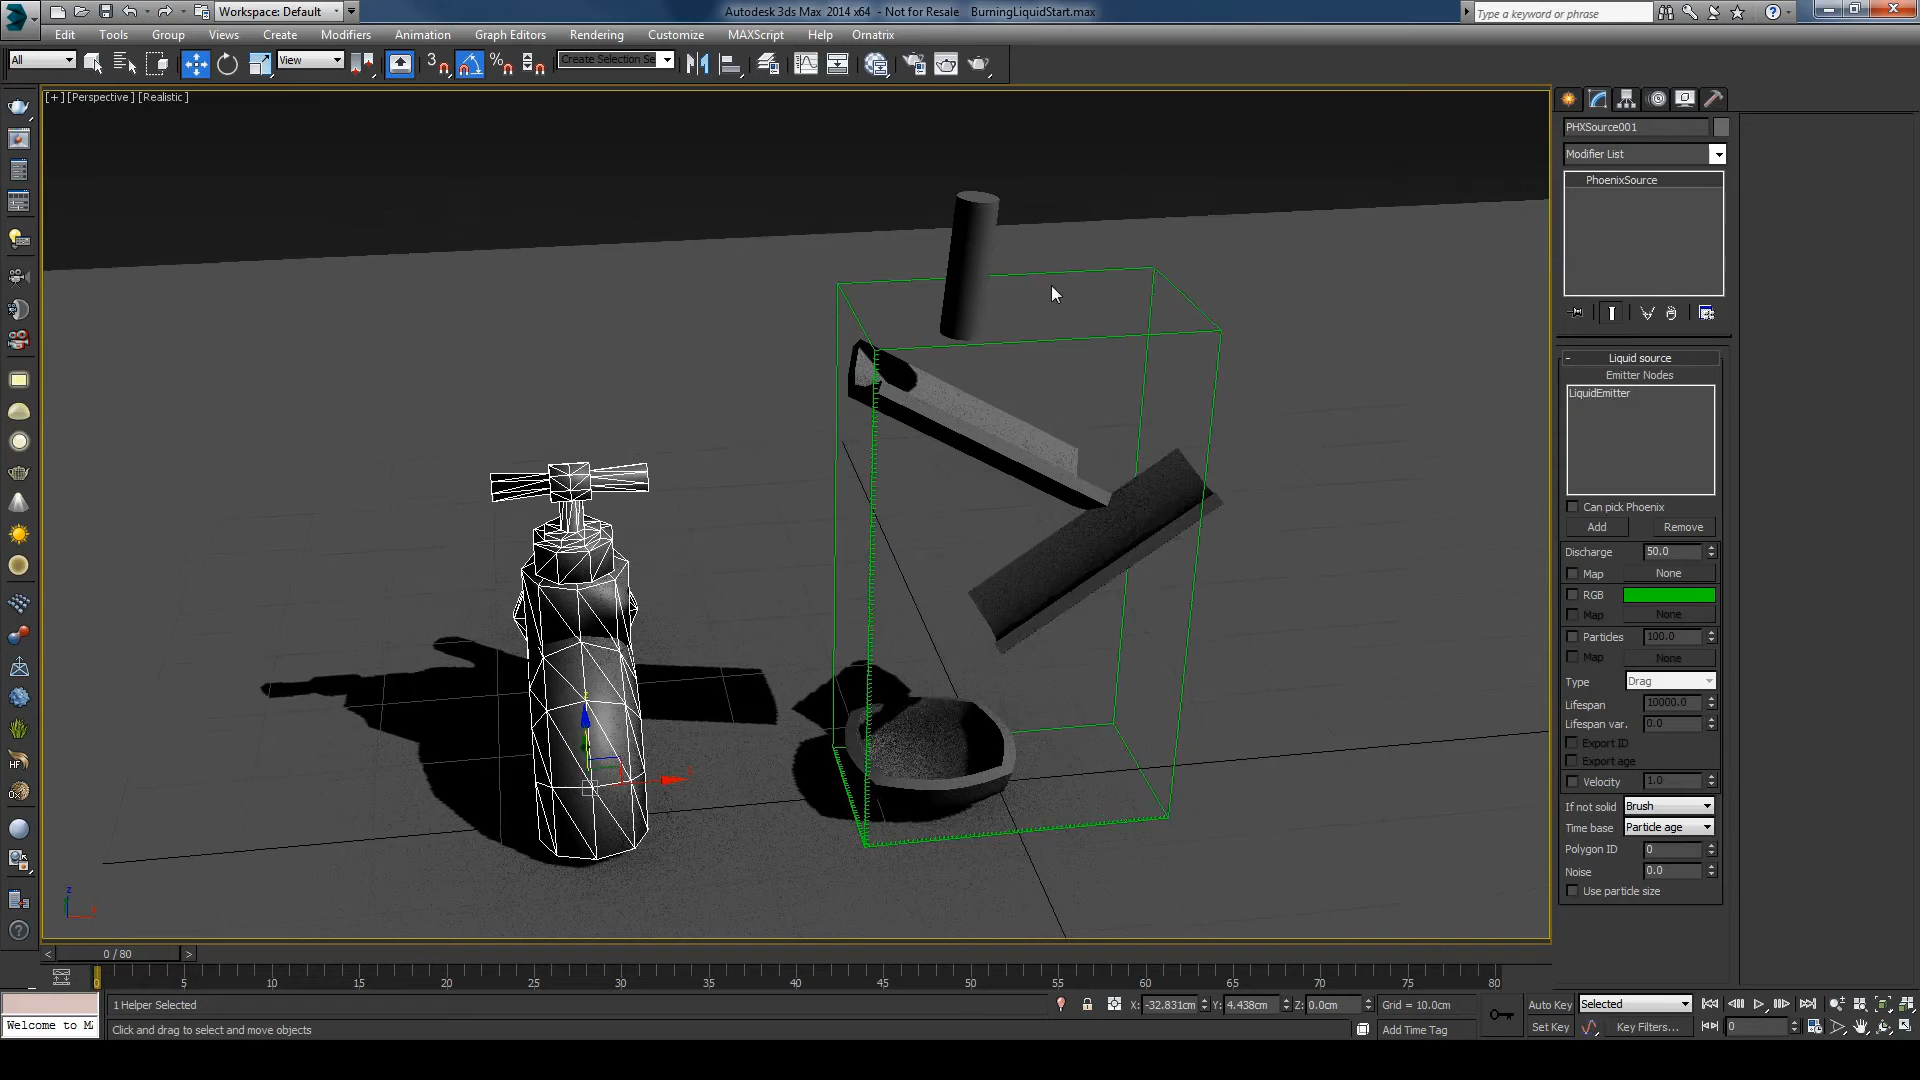 Workspace: Default
Autodesk 3ds Max 2014 x64 - Not for Resale BurningLiquidStart.max
Type a keyword or phrase
Edit Tools Group Views Create Modifiers Animation Graph Editors Rendering Customize MAXScript Help Ornatrix
All View 3 Create Selection Se
[+] [Perspective] [Realistic]
PHXSource001
Modifier List
PhoenixSource
- Liquid source
Emitter Nodes
LiquidEmitter
Can pick Phoenix
Add Remove
Discharge 50.0
Map None
RGB
Map None
Particles 100.0
Map None
Type Drag
Lifespan 10000.0
Lifespan var. 0.0
Export ID
Export age
Velocity 1.0
If not solid Brush
Time base Particle age
Polygon ID 0
Noise 0.0
Use particle size
HF
z
x
< 0 / 80 >
0 5 10 15 20 25 30 35 40 45 50 55 60 65 70 75 80
1 Helper Selected X: -32.831cm Y: 4.438cm Z: 0.0cm Grid = 10.0cm Auto Key Selected
Welcome to M Click and drag to select and move objects Add Time Tag Set Key Key Filters... 0